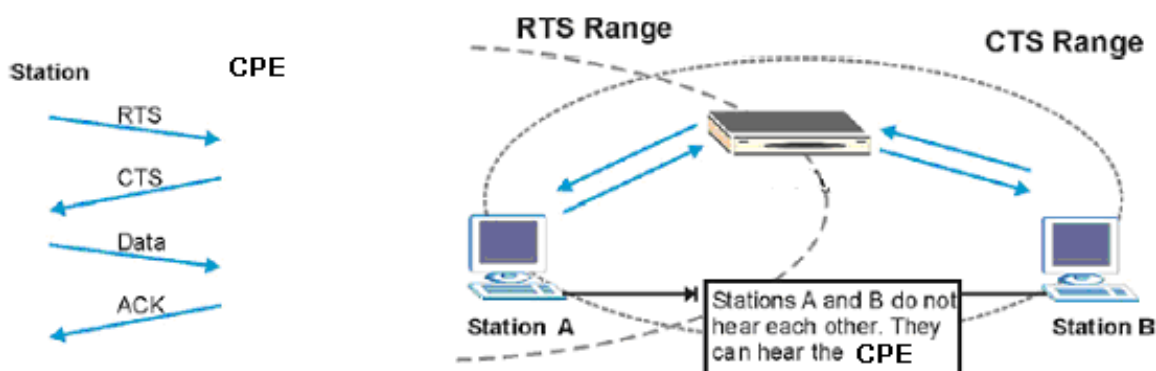 Station CPE
RTS
CTS
Data
ACK
RTS Range
CTS Range
Station A
Stations A and B do not
hear each other. They
can hear the CPE
Station B